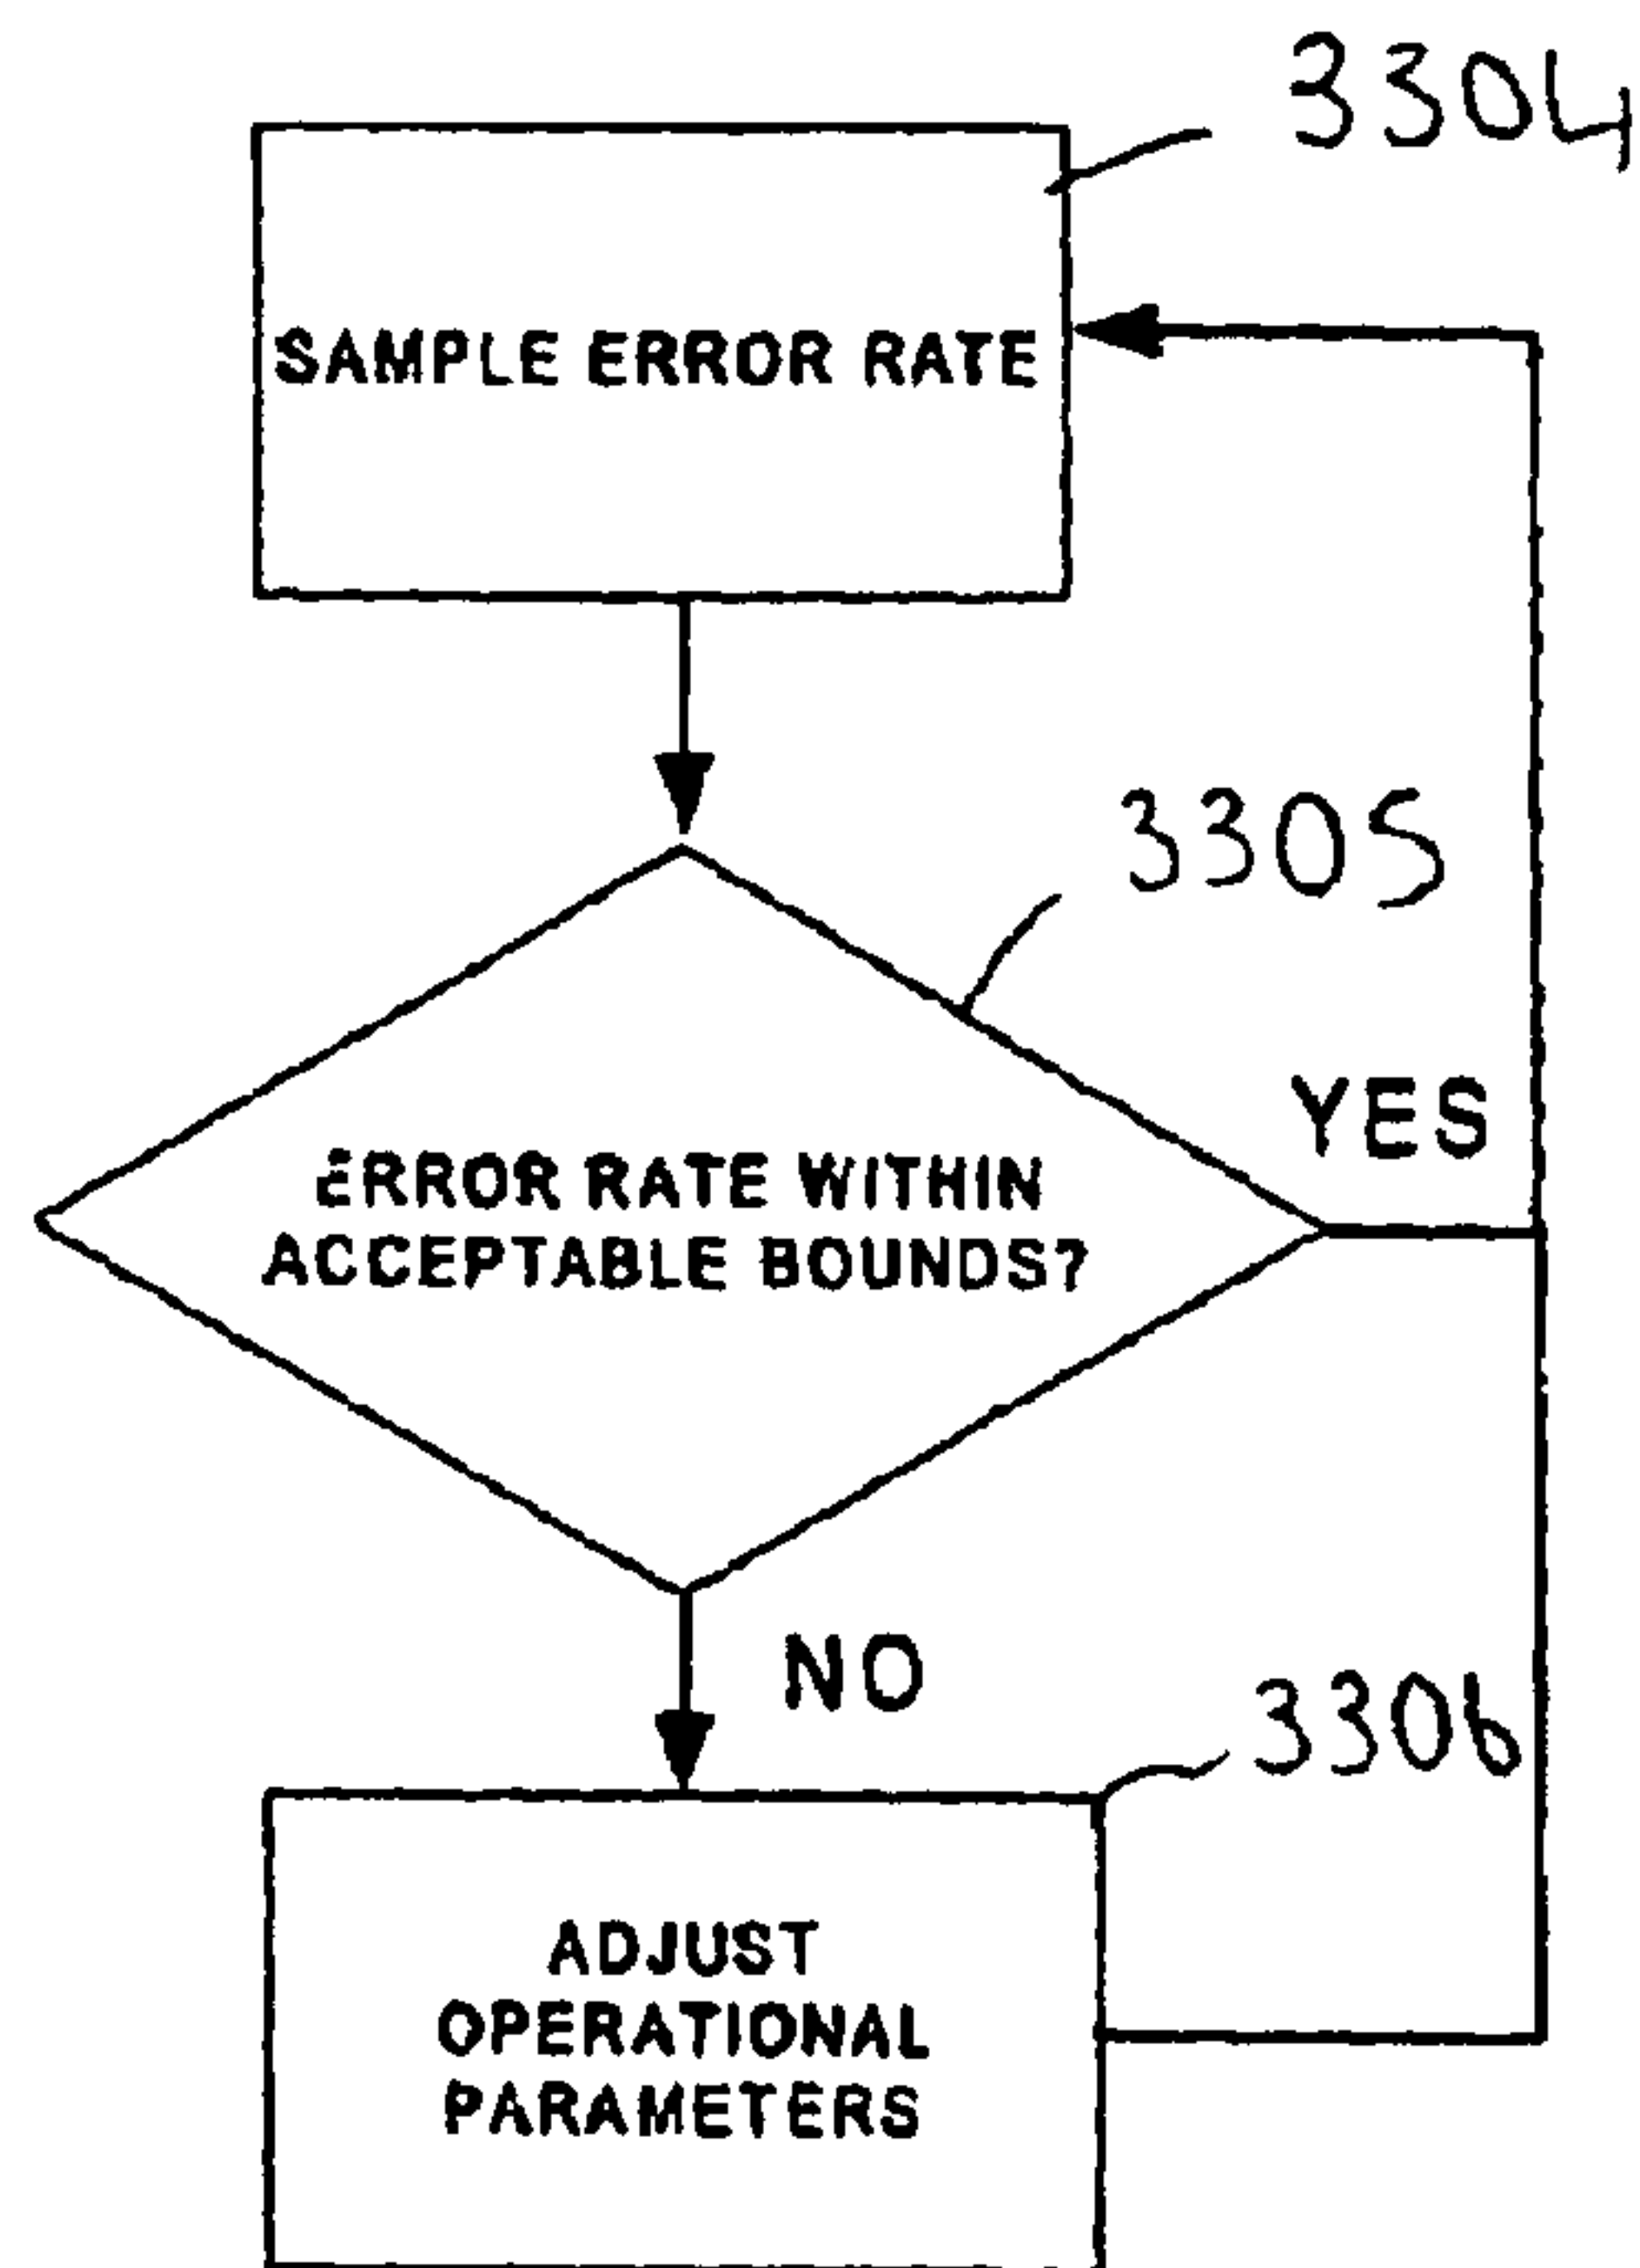 3304
SAMPLE ERROR RATE
3305
YES
ERROR RATE WITHIN
ACCEPTABLE BOUNDS?
NO
3306
ADJUST
OPERATIONAL
PARAMETERS